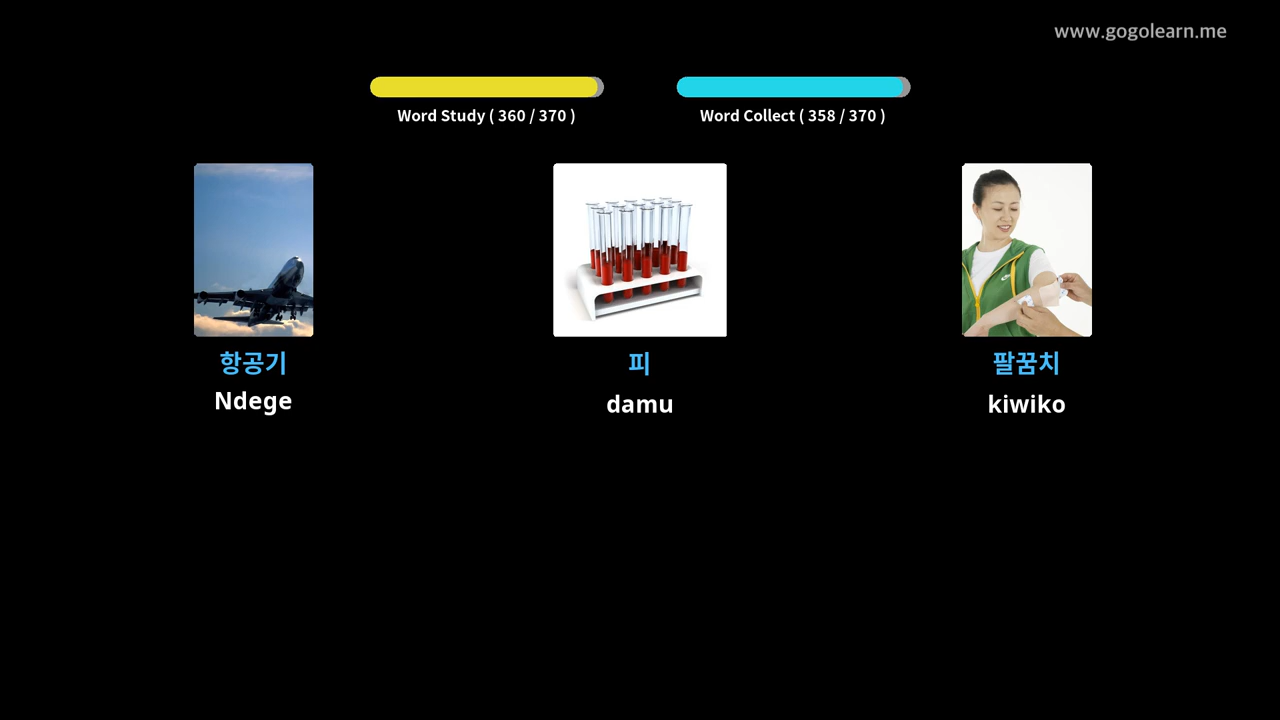 www.gogolearn.me
Word Study ( 360 / 370 )
Word Collect ( 358 / 370 )
항공기
Ndege
피
damu
팔꿈치
kiwiko